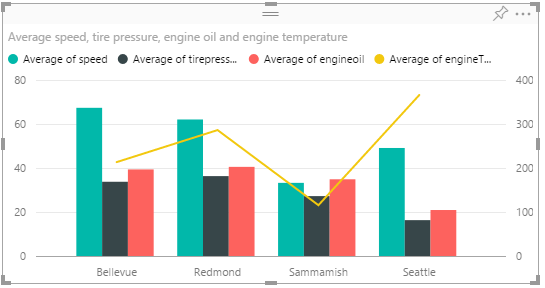 Average speed, tire pressure, engine oil and engine temperature
Average of speed Average of tirepress... Average of engineoil Average of engineT...
80 400
60 300
40 200
20 100
0 0
Bellevue Redmond Sammamish Seattle